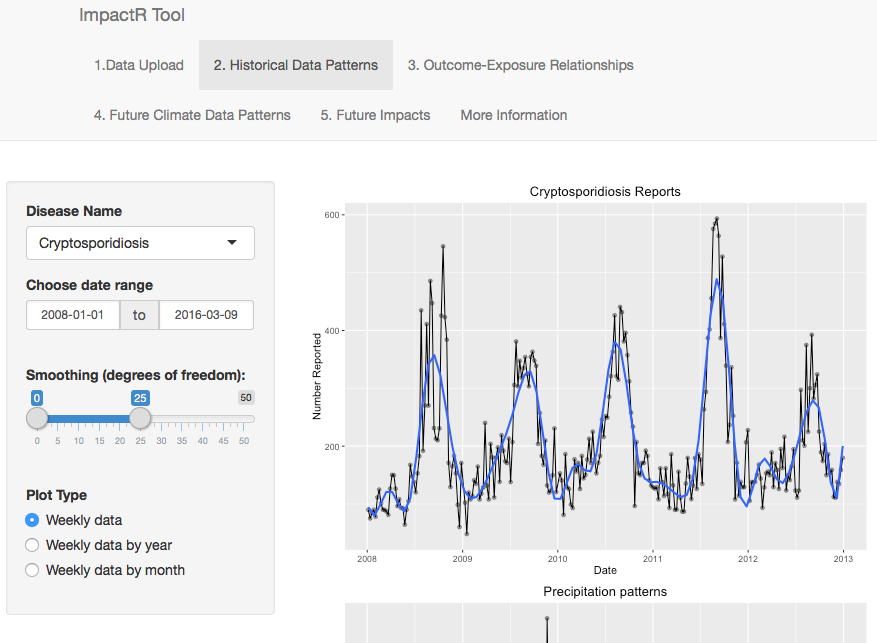 ImpactR Tool
1.Data Upload 2. Historical Data Patterns 3. Outcome-Exposure Relationships
4. Future Climate Data Patterns 5. Future Impacts More Information
Disease Name
Cryptosporidiosis
Choose date range
2008-01-01 to 2016-03-09
Smoothing (degrees of freedom):
0 25 50
0 5 10 15 20 25 30 35 40 45 50
Plot Type
Weekly data
Weekly data by year
Weekly data by month
Cryptosporidiosis Reports
Number Reported
600
400
200
2008 2009 2010 2011 2012 2013
Date
Precipitation patterns